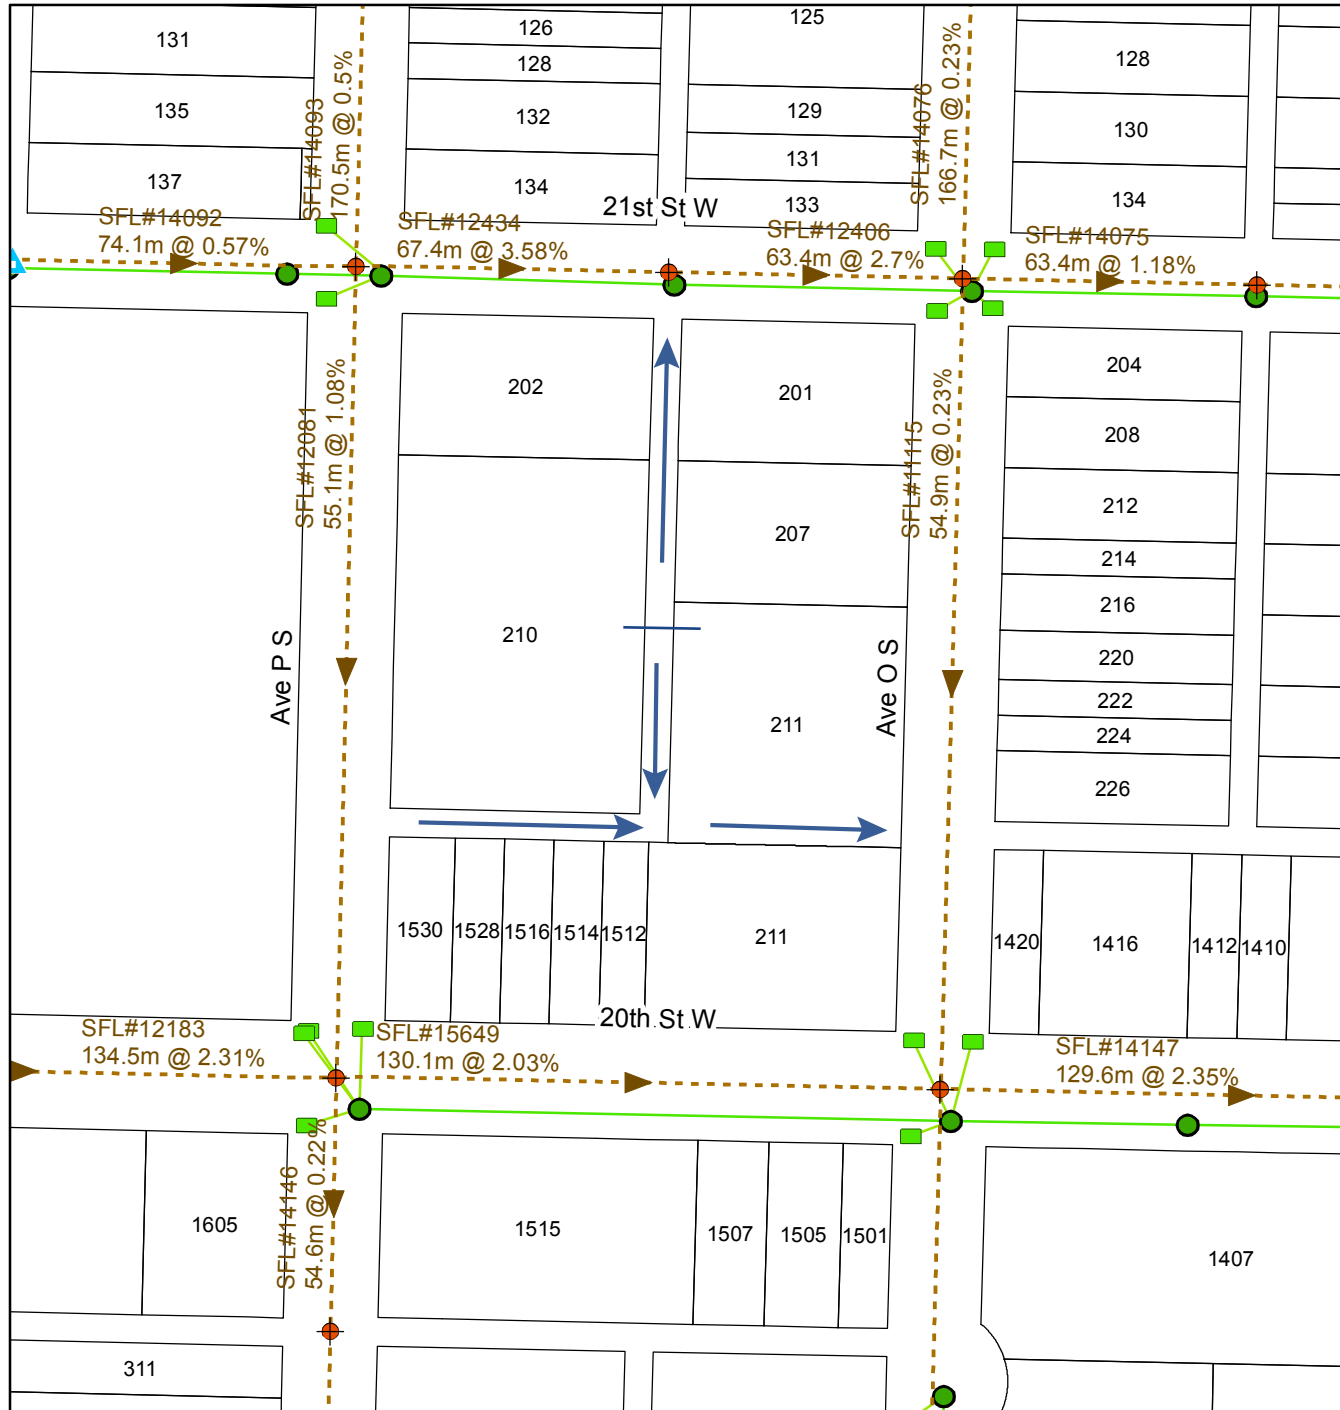 131
135
137
126
128
132
134
125
129
131
133
128
130
134
SFL#14093
170.5m @ 0.5%
SFL#14076
166.7m @ 0.23%
21st St W
SFL#14092
74.1m @ 0.57%
SFL#12434
67.4m @ 3.58%
SFL#12406
63.4m @ 2.7%
SFL#14075
63.4m @ 1.18%
SFL#12081
55.1m @ 1.08%
SFL#11115
54.9m @ 0.23%
202
201
210
207
211
204
208
212
214
216
220
222
224
226
Ave P S
Ave O S
1530
1528
1516
1514
1512
211
1420
1416
1412
1410
20th St W
SFL#12183
134.5m @ 2.31%
SFL#15649
130.1m @ 2.03%
SFL#14147
129.6m @ 2.35%
SFL#14146
54.6m @ 0.22%
1605
1515
1507
1505
1501
1407
311